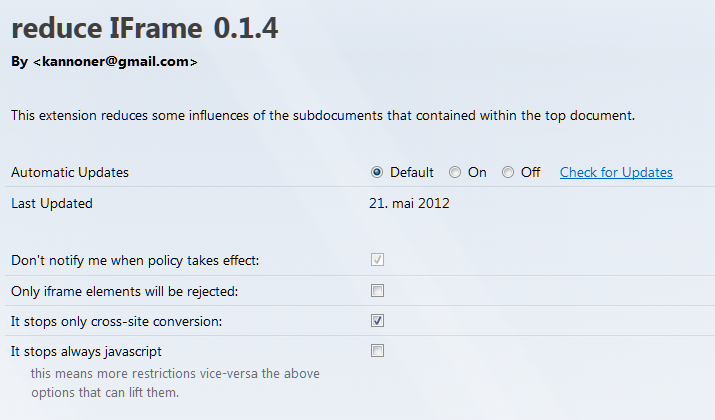 reduce IFrame 0.1.4
By <kannoner@gmail.com>
This extension reduces some influences of the subdocuments that contained within the top document.
Automatic Updates Default On Off Check for Updates
Last Updated 21. mai 2012
Don't notify me when policy takes effect:
Only iframe elements will be rejected:
It stops only cross-site conversion:
It stops always javascript
this means more restrictions vice-versa the above
options that can lift them.